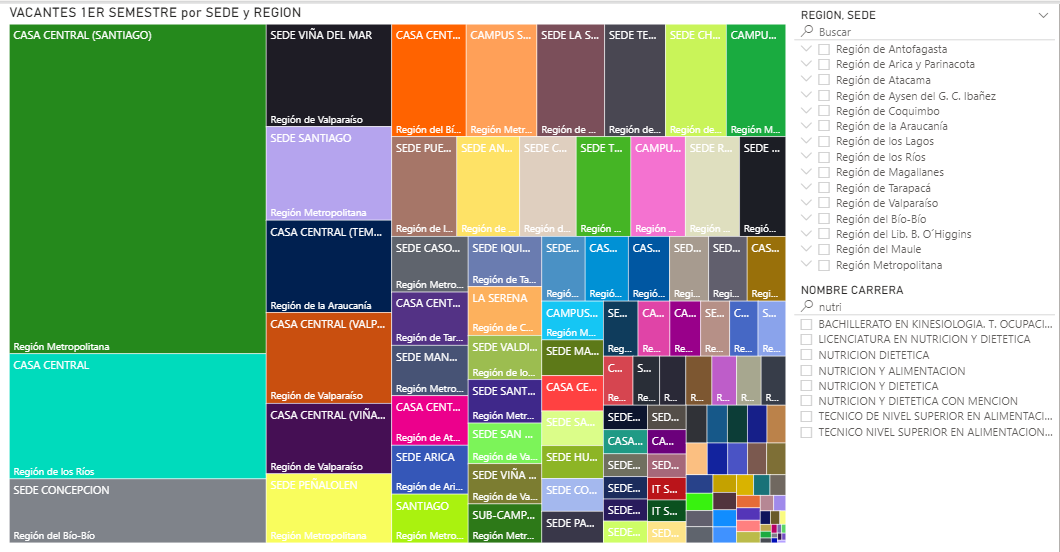 VACANTES 1ER SEMESTRE por SEDE y REGION
CASA CENTRAL (SANTIAGO)
Región Metropolitana
CASA CENTRAL
Región de los Ríos
SEDE CONCEPCION
Región del Bío-Bío
SEDE VIÑA DEL MAR
Región de Valparaíso
SEDE SANTIAGO
Región Metropolitana
CASA CENTRAL (TEM...
Región de la Araucanía
CASA CENTRAL (VALP...
Región de Valparaíso
CASA CENTRAL (VIÑA...
Región de Valparaíso
SEDE PEÑALOLEN
Región Metropolitana
CASA CENT...
Región del Bí...
CAMPUS S...
Región Metr...
SEDE LA S...
Región de ...
SEDE TE...
Región de ...
SEDE CH...
Región de...
CAMPU...
Región M...
SEDE PUE...
Región de l...
SEDE AN...
Región de ...
SEDE C...
Región d...
SEDE T...
Región ...
CAMPU...
Región ...
SEDE R...
Región ...
SEDE ...
Regió...
SEDE CASO...
Región Metro...
SEDE IQUI...
Región de Ta...
SEDE...
Regió...
CAS...
Regió...
CAS...
Regi...
SED...
Regi...
SED...
Regi...
CAS...
Regi...
CASA CENT...
Región de Tar...
LA SERENA
Región de C...
CAMPUS...
Región M...
SE...
Reg...
CA...
Re...
CA...
Re...
SE...
Re...
C...
Re...
S...
Re...
SEDE MAN...
Región Metro...
SEDE VALDI...
Región de lo...
SEDE MA...
C...
Re...
S...
Re...
R...
R...
R...
R...
R...
CASA CENT...
Región de At...
SEDE SANT...
Región Metr...
CASA CE...
SEDE ARICA
Región de Ari...
SEDE SAN ...
Región de Va...
SEDE SA...
SEDE...
SED...
CASA...
CA...
SANTIAGO
Región Metro...
SEDE VIÑA ...
Región de Va...
SEDE HU...
SEDE...
SED...
SUB-CAMP...
Región Metr...
SEDE CO...
SEDE...
IT S...
SEDE PA...
SEDE...
IT S...
SEDE...
SED...
REGION, SEDE
Buscar
Región de Antofagasta
Región de Arica y Parinacota
Región de Atacama
Región de Aysen del G. C. Ibañez
Región de Coquimbo
Región de la Araucanía
Región de los Lagos
Región de los Ríos
Región de Magallanes
Región de Tarapacá
Región de Valparaíso
Región del Bío-Bío
Región del Lib. B. O´Higgins
Región del Maule
Región Metropolitana
NOMBRE CARRERA
nutri
BACHILLERATO EN KINESIOLOGIA. T. OCUPACI...
LICENCIATURA EN NUTRICION Y DIETETICA
NUTRICION DIETETICA
NUTRICION Y ALIMENTACION
NUTRICION Y DIETETICA
NUTRICION Y DIETETICA CON MENCION
TECNICO DE NIVEL SUPERIOR EN ALIMENTACI...
TECNICO NIVEL SUPERIOR EN ALIMENTACION...